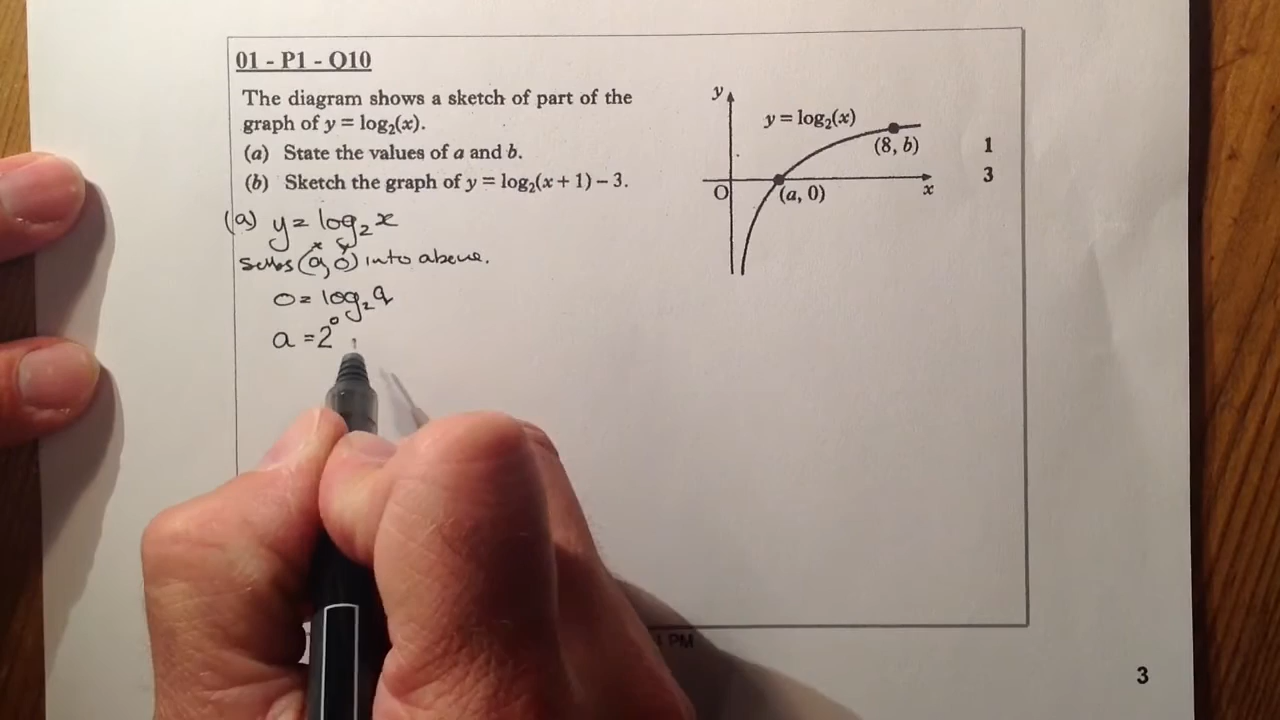 01 - P1 - Q10
The diagram shows a sketch of part of the
graph of y = log₂(x).
(a) State the values of a and b.
(b) Sketch the graph of y = log₂(x + 1) – 3.
y
y = log₂(x)
(8, b)
O
(a, 0)
x
1
3
(a) y = log₂x
x y
Subs (a, 0) into above.
0 = log₂a
a = 2⁰
PM
3